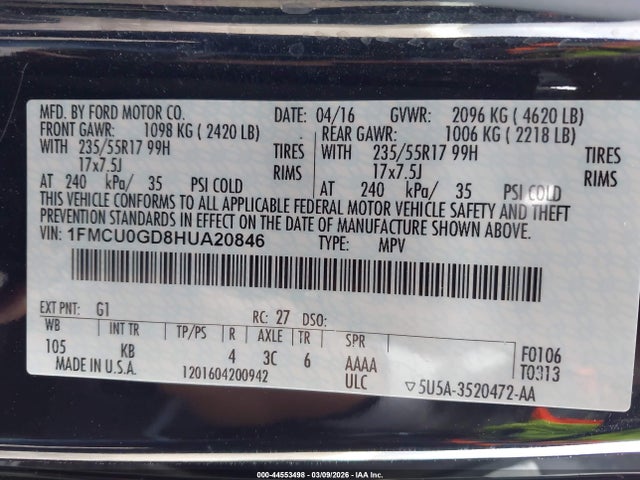 MFD. BY FORD MOTOR CO. DATE: 04/16 GVWR: 2096 KG ( 4620 LB)
FRONT GAWR: 1098 KG ( 2420 LB) REAR GAWR: 1006 KG ( 2218 LB)
WITH 235/55R17 99H TIRES WITH 235/55R17 99H TIRES
17x7.5J RIMS 17x7.5J RIMS
AT 240 kPa/ 35 PSI COLD AT 240 kPa/ 35 PSI COLD
THIS VEHICLE CONFORMS TO ALL APPLICABLE FEDERAL MOTOR VEHICLE SAFETY AND THEFT
PREVENTION STANDARDS IN EFFECT ON THE DATE OF MANUFACTURE SHOWN ABOVE.
VIN: 1FMCU0GD8HUA20846 TYPE: MPV
EXT PNT: G1 RC: 27 DSO:
WB INT TR TP/PS R AXLE TR SPR
105 KB 4 3C 6 AAAA F0106
MADE IN U.S.A. 1201604200942 ULC T0313
5U5A-3520472-AA
000-44553498 - 03/09/2026 - IAA Inc.